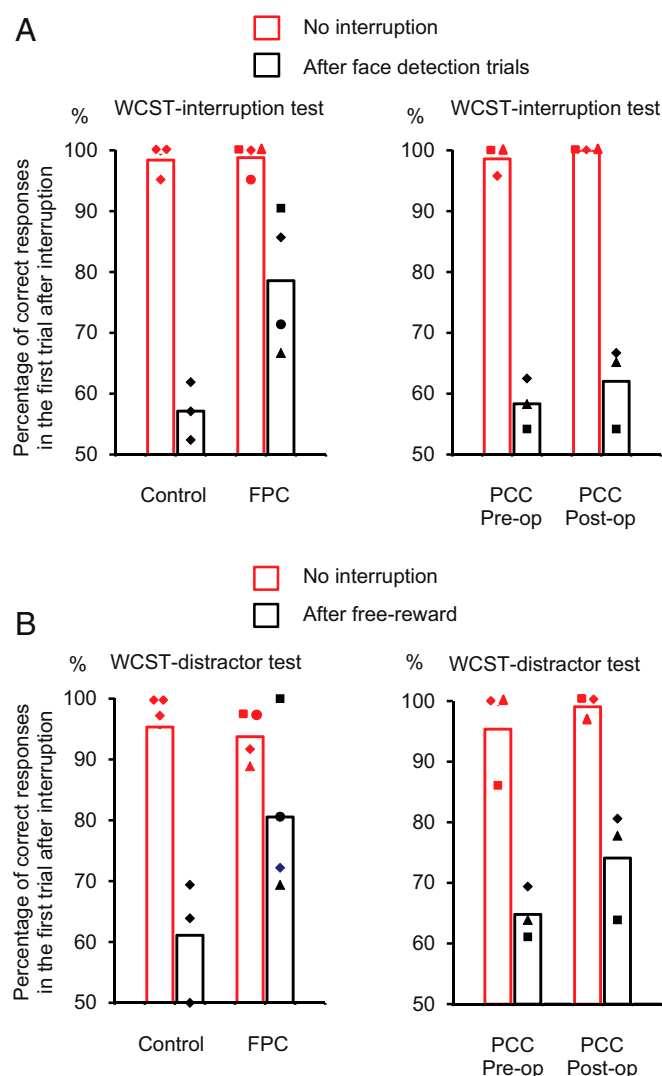 A
No interruption
After face detection trials
% WCST-interruption test
WCST-interruption test
Percentage of correct responses
in the first trial after interruption
100
90
80
70
60
50
Control FPC
100
90
80
70
60
50
PCC PCC
Pre-op Post-op
B
No interruption
After free-reward
% WCST-distractor test
% WCST-distractor test
Percentage of correct responses
in the first trial after interruption
100
90
80
70
60
50
Control FPC
100
90
80
70
60
50
PCC PCC
Pre-op Post-op